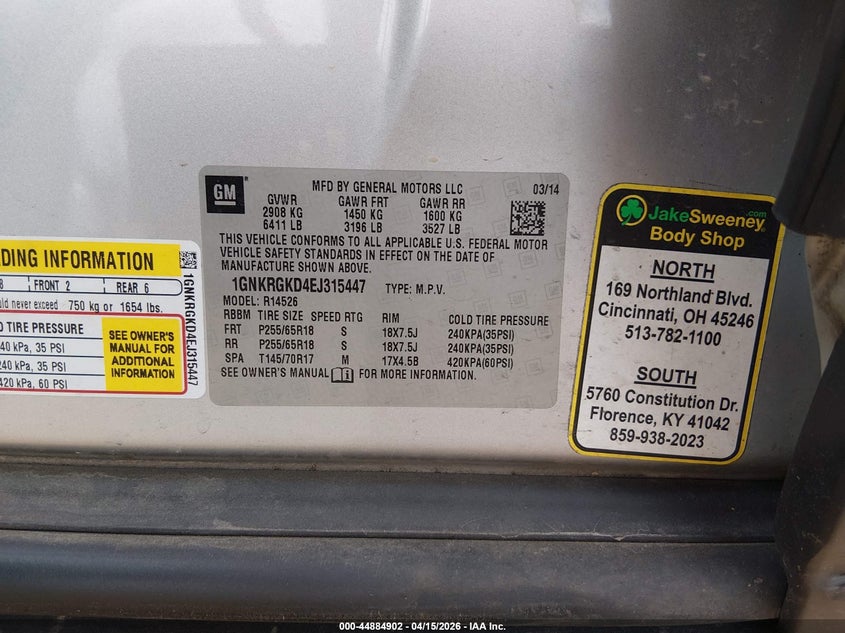 GM
MFD BY GENERAL MOTORS LLC 03/14
GVWR GAWR FRT GAWR RR
2908 KG 1450 KG 1600 KG
6411 LB 3196 LB 3527 LB
THIS VEHICLE CONFORMS TO ALL APPLICABLE U.S. FEDERAL MOTOR
VEHICLE SAFETY STANDARDS IN EFFECT ON THE DATE OF
MANUFACTURE SHOWN ABOVE.
1GNKRGKD4EJ315447 TYPE: M.P.V.
MODEL: R14526
RBBM TIRE SIZE SPEED RTG RIM COLD TIRE PRESSURE
FRT P255/65R18 S 18X7.5J 240KPA(35PSI)
RR P255/65R18 S 18X7.5J 240KPA(35PSI)
SPA T145/70R17 M 17X4.5B 420KPA(60PSI)
SEE OWNER'S MANUAL i FOR MORE INFORMATION.
DING INFORMATION
8 FRONT 2 REAR 6
uld never exceed 750 kg or 1654 lbs.
D TIRE PRESSURE
40 kPa, 35 PSI
240 kPa, 35 PSI
420 kPa, 60 PSI
SEE OWNER'S
MANUAL FOR
ADDITIONAL
INFORMATION
1GNKRGKD4EJ315447
JakeSweeney.com
Body Shop
NORTH
169 Northland Blvd.
Cincinnati, OH 45246
513-782-1100
SOUTH
5760 Constitution Dr.
Florence, KY 41042
859-938-2023
000-44884902 - 04/15/2026 - IAA Inc.